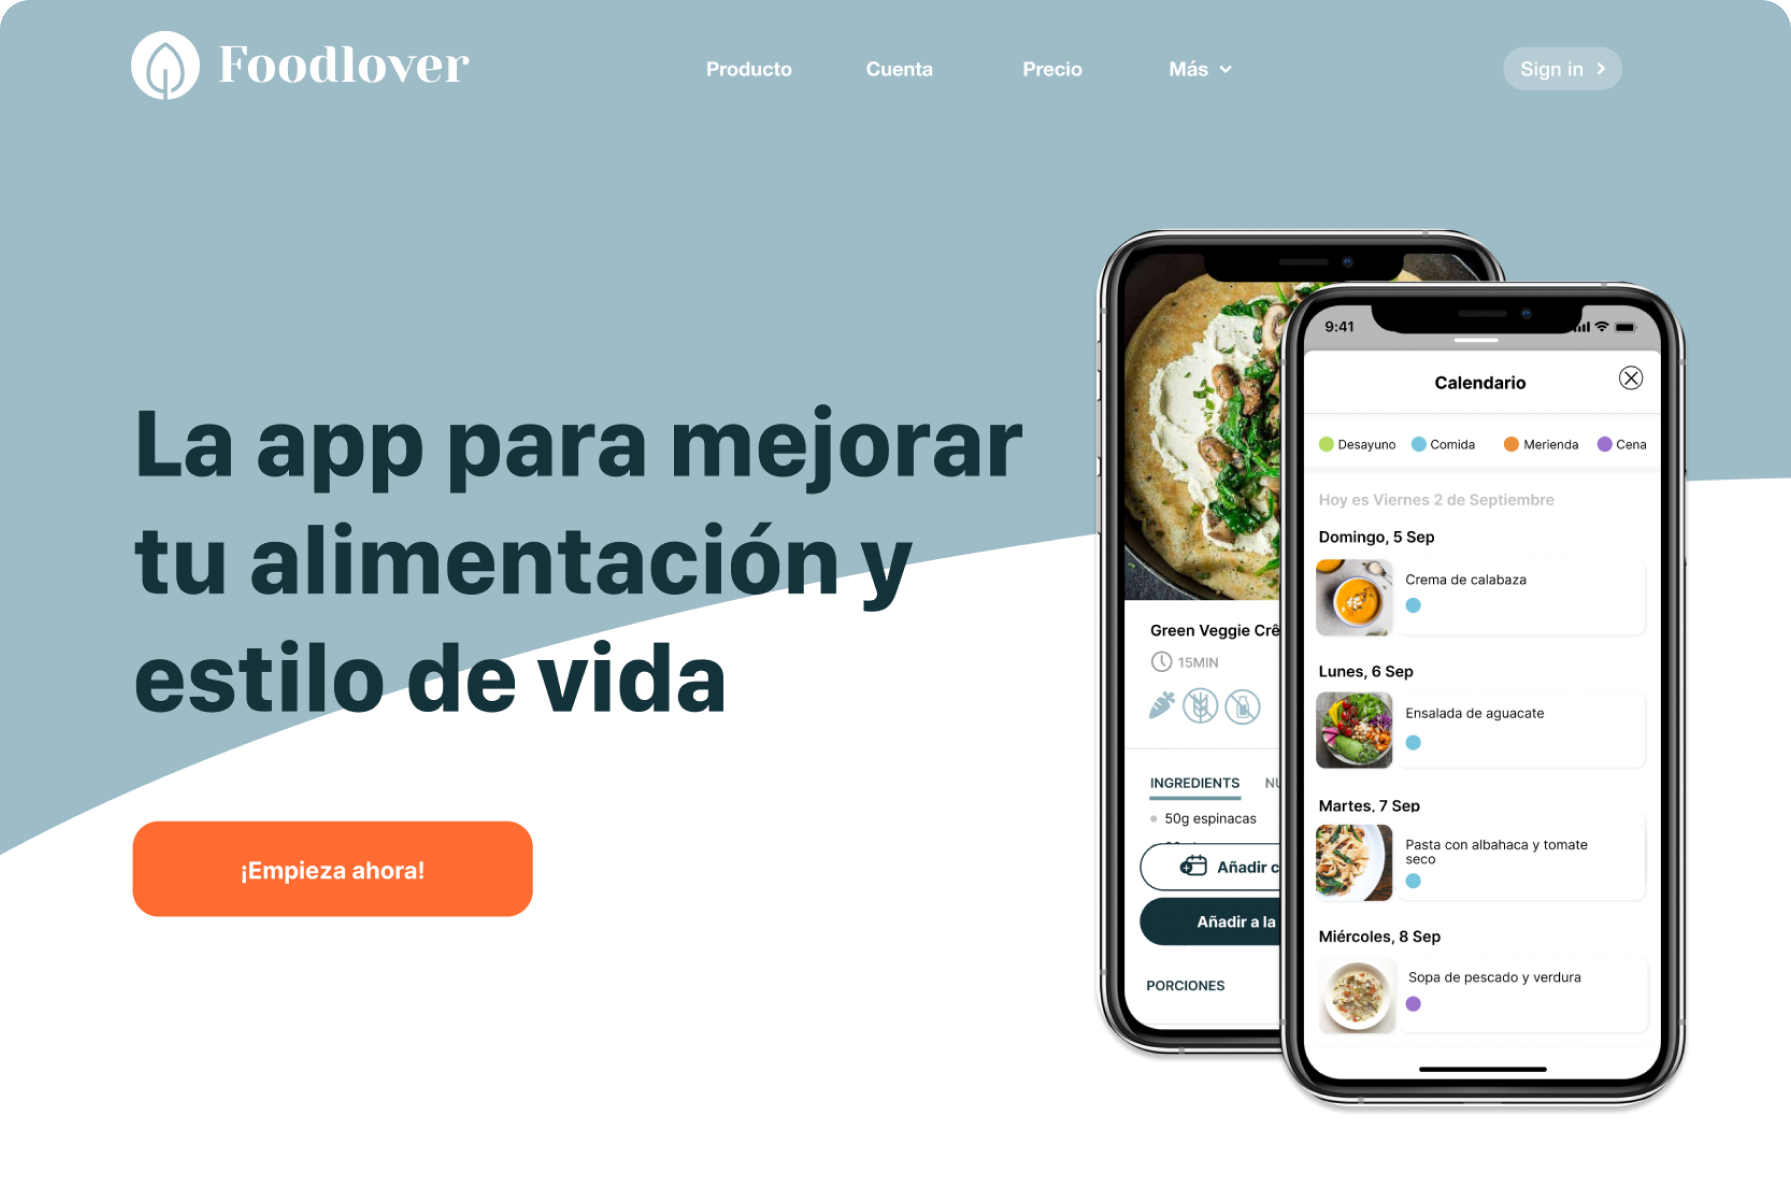 Foodlover
Producto
Cuenta
Precio
Más
Sign in
La app para mejorar
tu alimentación y
estilo de vida
¡Empieza ahora!
Green Veggie Crê
15MIN
INGREDIENTS
50g espinacas
Añadir c
Añadir a la
PORCIONES
9:41
Calendario
Desayuno
Comida
Merienda
Cena
Hoy es Viernes 2 de Septiembre
Domingo, 5 Sep
Crema de calabaza
Lunes, 6 Sep
Ensalada de aguacate
Martes, 7 Sep
Pasta con albahaca y tomate
seco
Miércoles, 8 Sep
Sopa de pescado y verdura